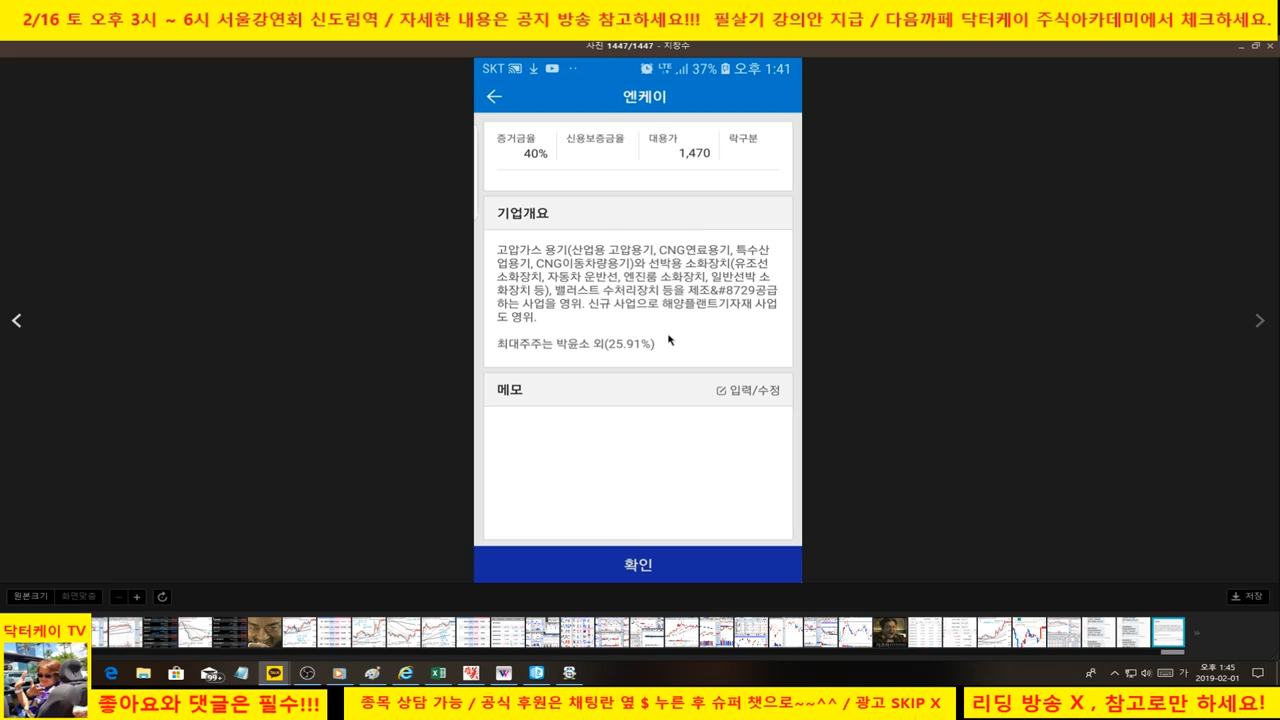 2/16 토 오후 3시 ~ 6시 서울강연회 신도림역 / 자세한 내용은 공지 방송 참고하세요!!!  필살기 강의안 지급 / 다음까페 닥터케이 주식아카데미에서 체크하세요.
사진 1447/1447 - 지창수
SKT LTE 37% 오후 1:41
엔케이
증거금율 신용보증금율 대용가 락구분
40% 1,470
기업개요
고압가스 용기(산업용 고압용기, CNG연료용기, 특수산
업용기, CNG이동차량용기)와 선박용 소화장치(유조선
소화장치, 자동차 운반선, 엔진룸 소화장치, 일반선박 소
화장치 등), 밸러스트 수처리장치 등을 제조&#8729공급
하는 사업을 영위. 신규 사업으로 해양플랜트기자재 사업
도 영위.
최대주주는 박윤소 외(25.91%)
메모 입력/수정
확인
원본크기 화면맞춤 저장
닥터케이 TV
99+ TALK 가 오후 1:45
2019-02-01
좋아요와 댓글은 필수!!!
종목 상담 가능 / 공식 후원은 채팅란 옆 $ 누른 후 슈퍼 챗으로~~^^ / 광고 SKIP X
리딩 방송 X , 참고로만 하세요!